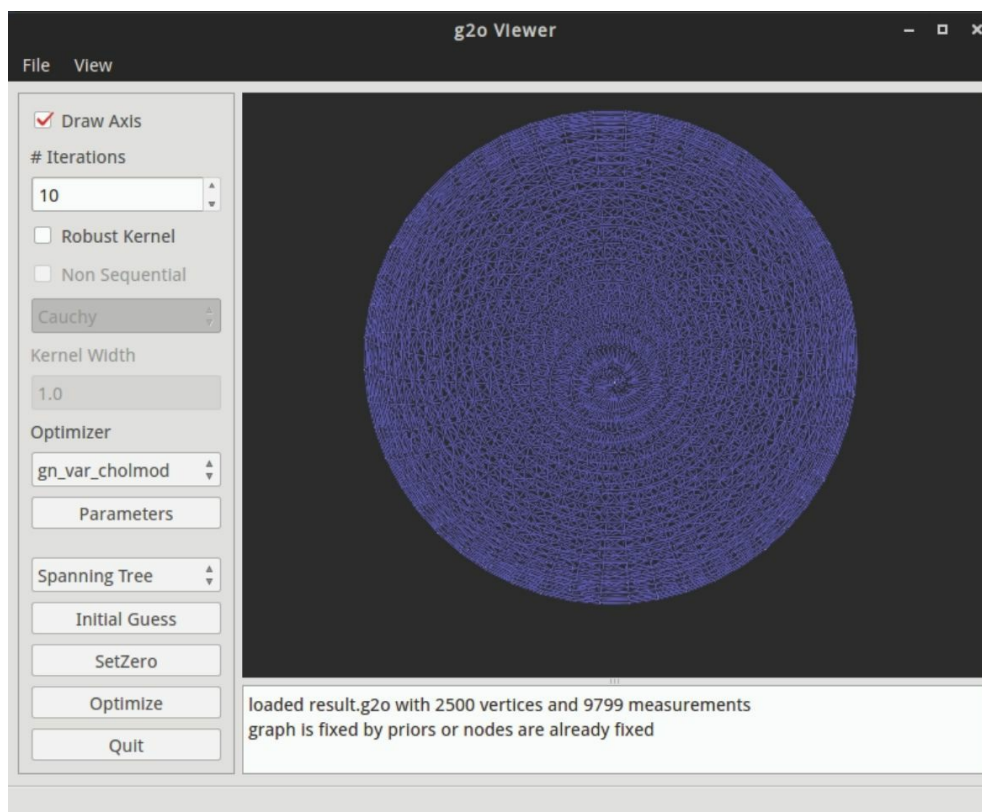 g2o Viewer
File View
Draw Axis
# Iterations
10
Robust Kernel
Non Sequential
Cauchy
Kernel Width
1.0
Optimizer
gn_var_cholmod
Parameters
Spanning Tree
Initial Guess
SetZero
Optimize
Quit
loaded result.g2o with 2500 vertices and 9799 measurements
graph is fixed by priors or nodes are already fixed